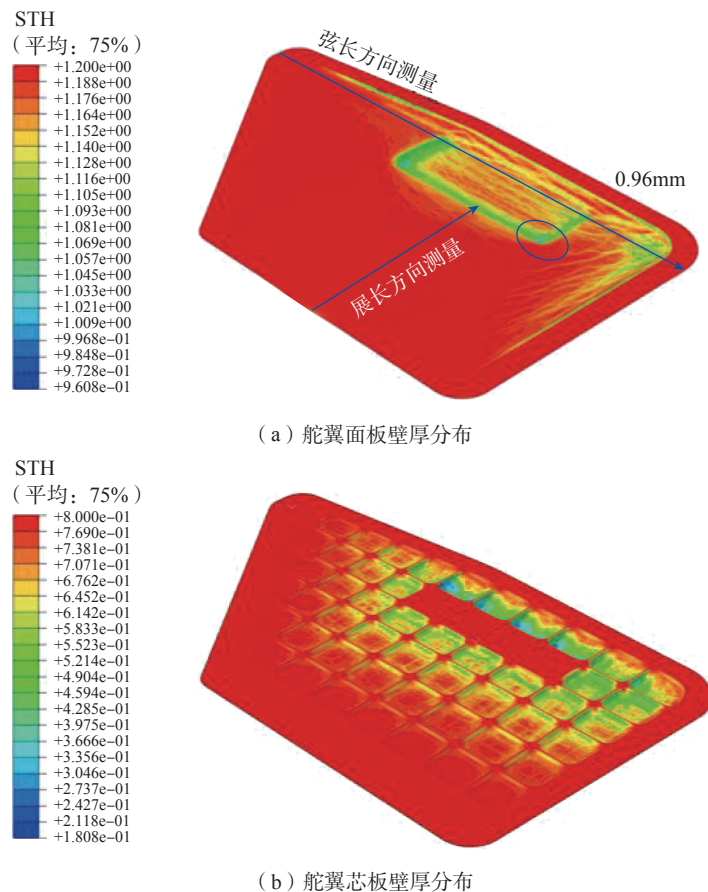 STH
（平均：75%）
+1.200e+00
+1.188e+00
+1.176e+00
+1.164e+00
+1.152e+00
+1.140e+00
+1.128e+00
+1.116e+00
+1.105e+00
+1.093e+00
+1.081e+00
+1.069e+00
+1.057e+00
+1.045e+00
+1.033e+00
+1.021e+00
+1.009e+00
+9.968e−01
+9.848e−01
+9.728e−01
+9.608e−01
弦长方向测量
0.96mm
展长方向测量
（a）舵翼面板壁厚分布
STH
（平均：75%）
+8.000e−01
+7.690e−01
+7.381e−01
+7.071e−01
+6.762e−01
+6.452e−01
+6.142e−01
+5.833e−01
+5.523e−01
+5.214e−01
+4.904e−01
+4.594e−01
+4.285e−01
+3.975e−01
+3.666e−01
+3.356e−01
+3.046e−01
+2.737e−01
+2.427e−01
+2.118e−01
+1.808e−01
（b）舵翼芯板壁厚分布